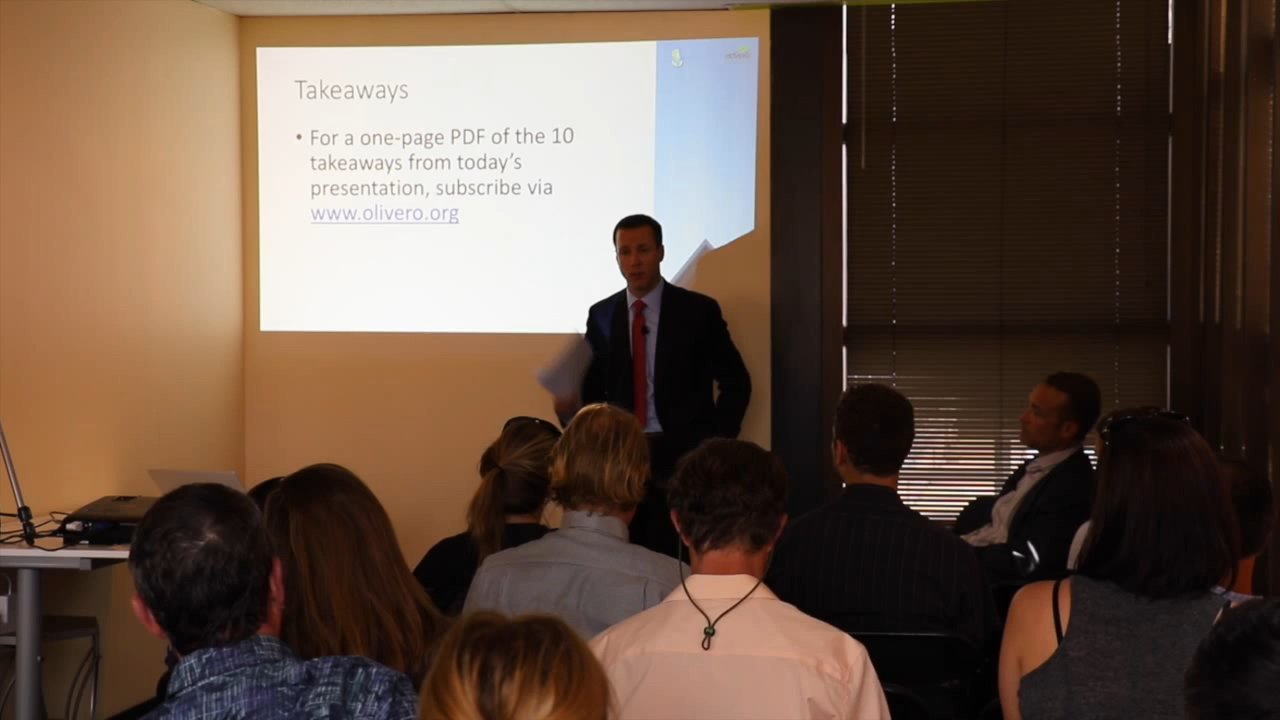 Takeaways
• For a one-page PDF of the 10
takeaways from today's
presentation, subscribe via
www.olivero.org